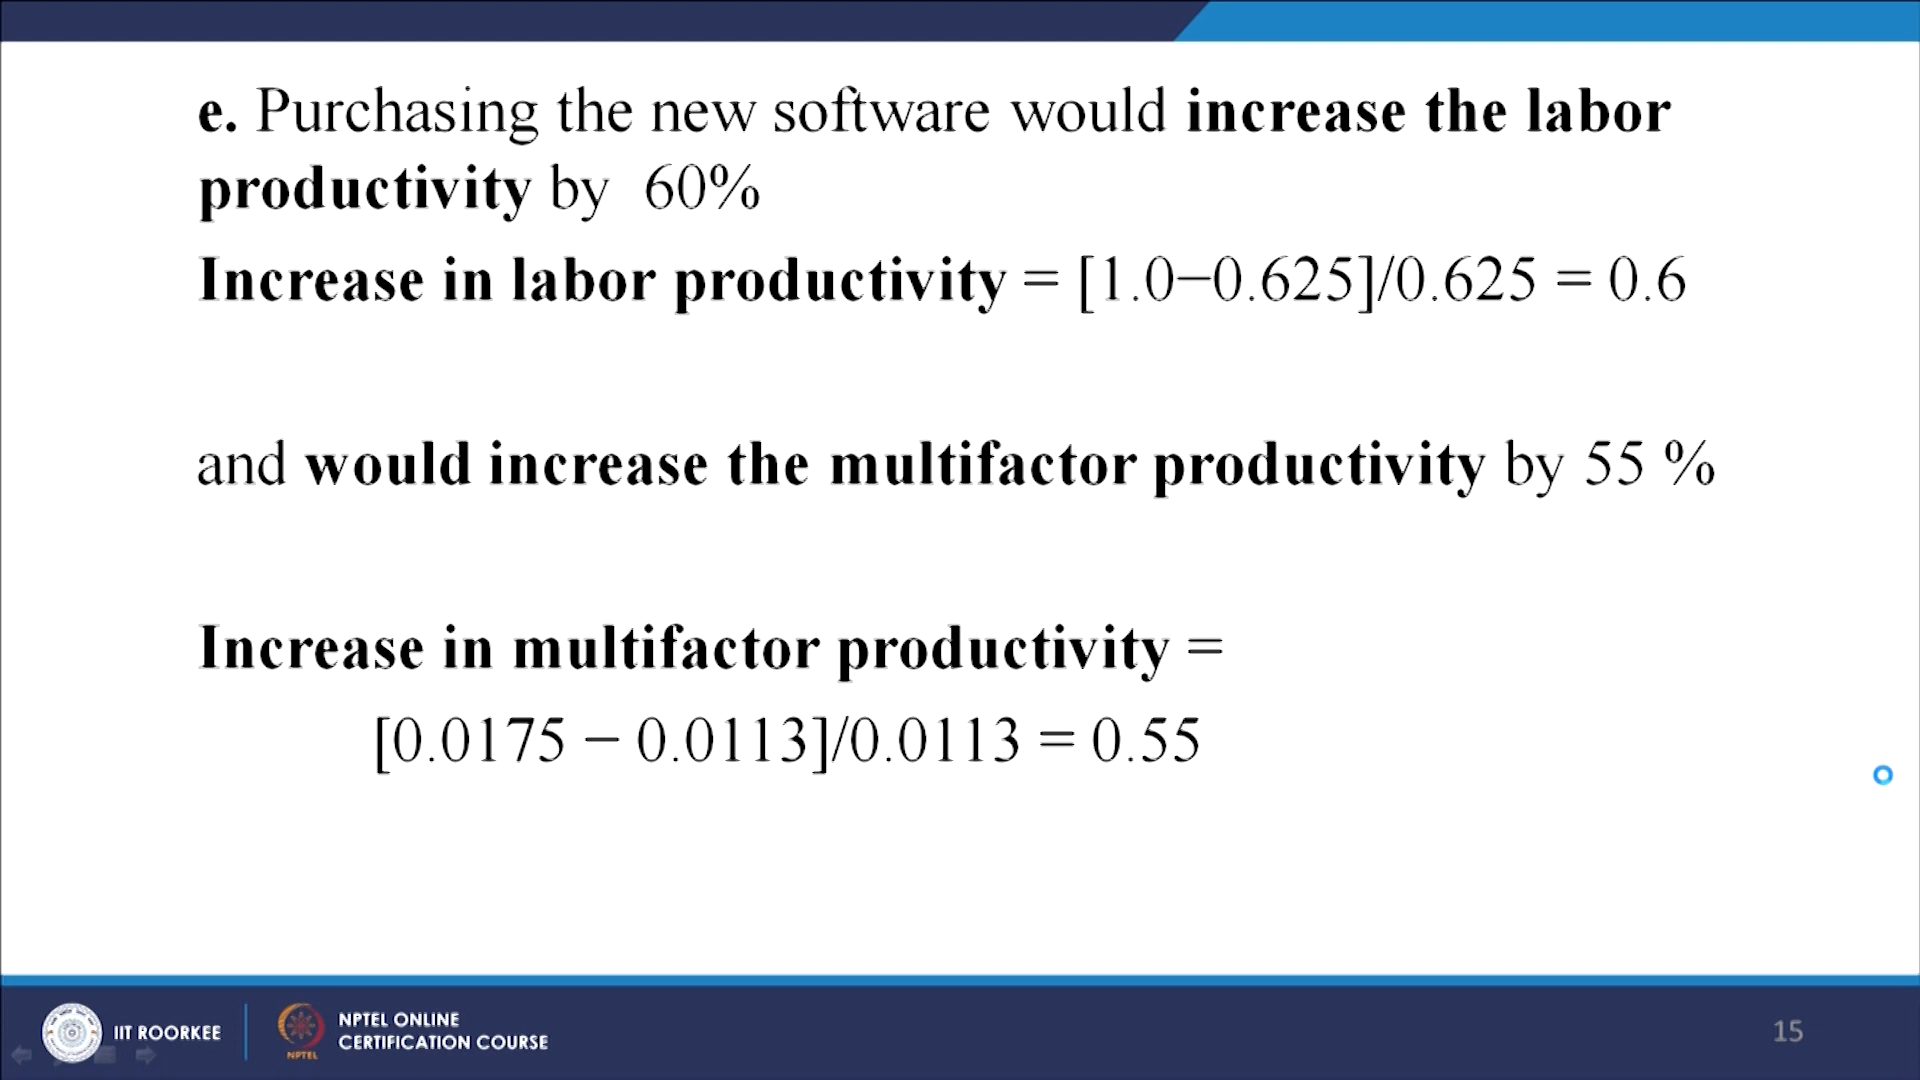 e. Purchasing the new software would increase the labor
productivity by 60%
Increase in labor productivity = [1.0−0.625]/0.625 = 0.6
and would increase the multifactor productivity by 55 %
Increase in multifactor productivity =
[0.0175 − 0.0113]/0.0113 = 0.55
IIT ROORKEE
NPTEL
NPTEL ONLINE
CERTIFICATION COURSE
15